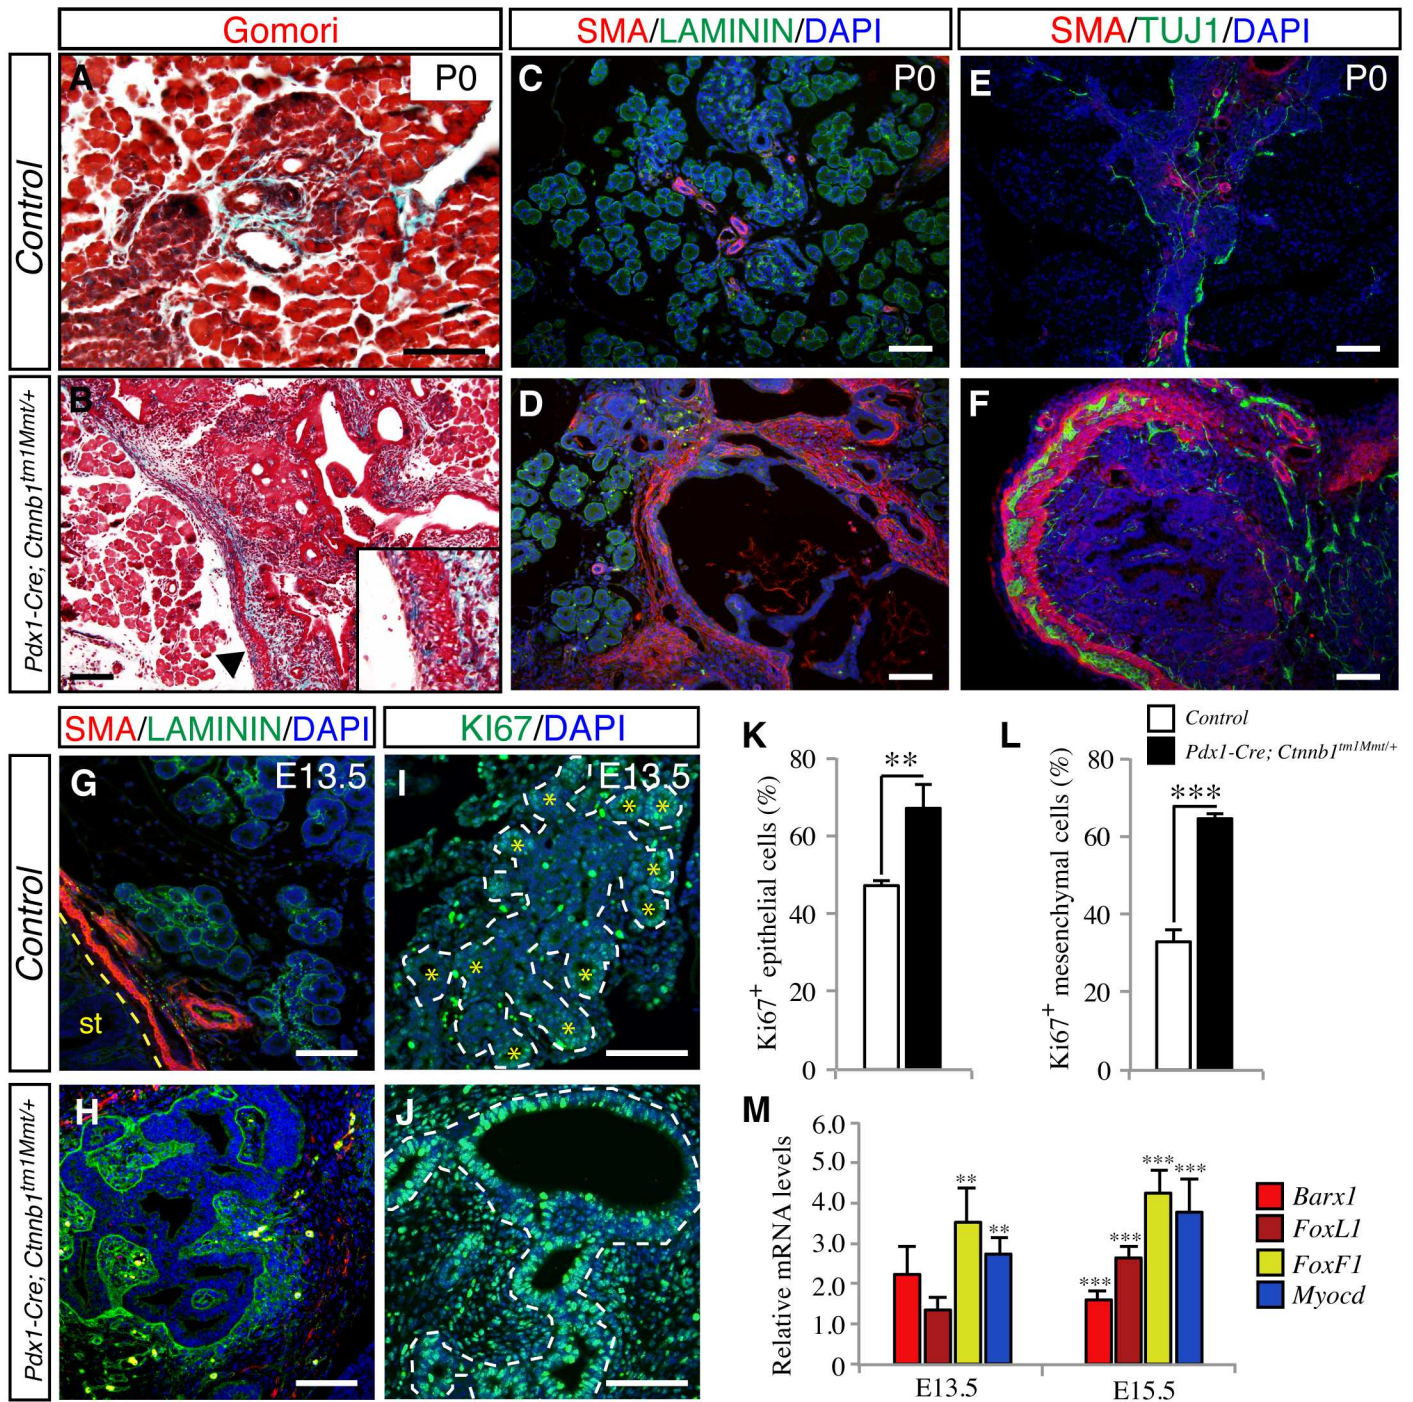 Gomori
SMA/LAMININ/DAPI
SMA/TUJ1/DAPI
Control
A
P0
C
P0
E
P0
Pdx1-Cre; Ctnnb1tm1Mmt/+
B
D
F
SMA/LAMININ/DAPI
KI67/DAPI
Control
G
E13.5
st
I
E13.5
* * * * * * * * * * *
Pdx1-Cre; Ctnnb1tm1Mmt/+
H
J
K
Ki67+ epithelial cells (%)
80
60
40
20
0
**
L
Control
Pdx1-Cre; Ctnnb1tm1Mmt/+
Ki67+ mesenchymal cells (%)
80
60
40
20
0
***
M
Relative mRNA levels
6.0
5.0
4.0
3.0
2.0
1.0
0
** **
*** *** *** ***
E13.5
E15.5
Barx1
FoxL1
FoxF1
Myocd